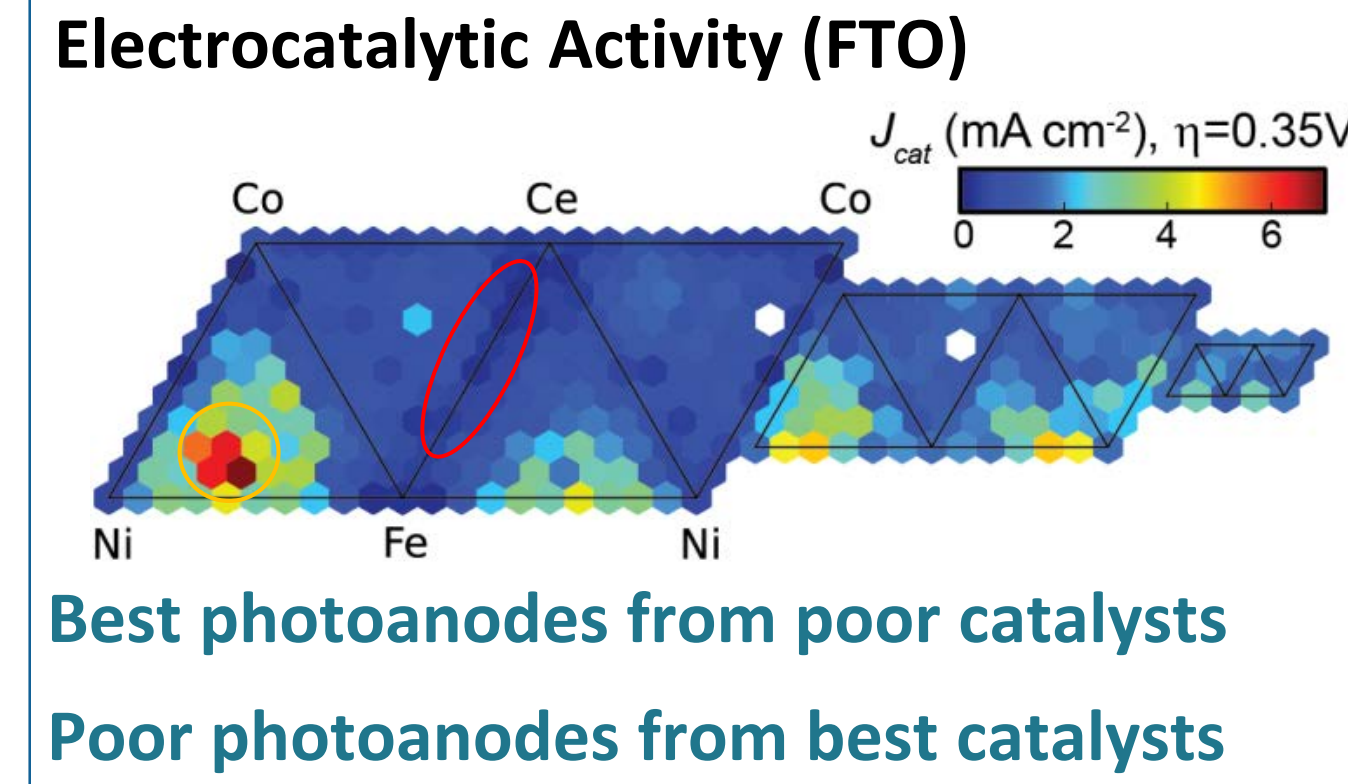 Electrocatalytic Activity (FTO)
J_cat (mA cm⁻²), η=0.35V
0 2 4 6
Co Ce Co
Ni Fe Ni
Best photoanodes from poor catalysts
Poor photoanodes from best catalysts